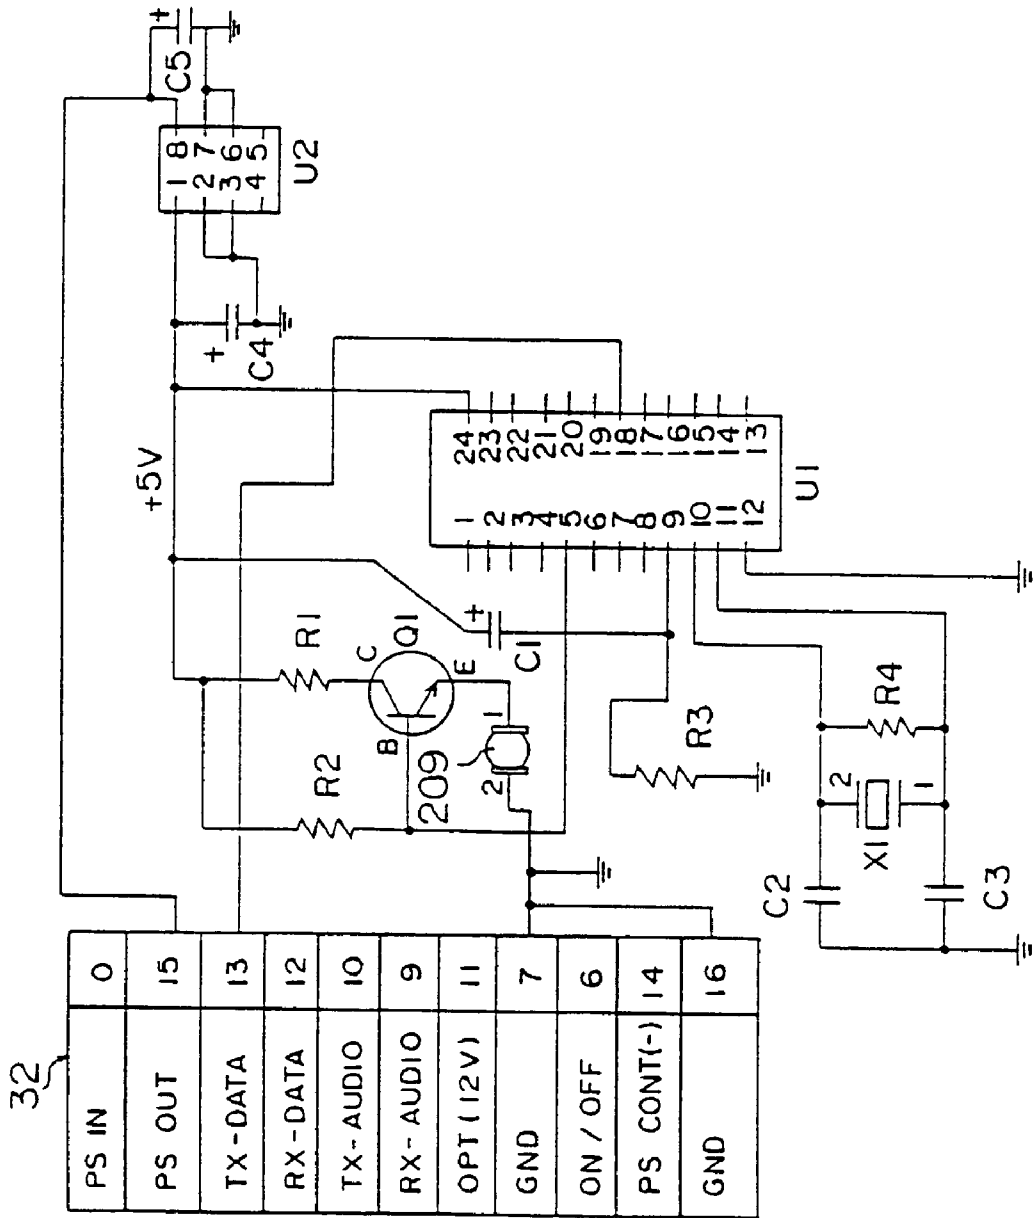 32
PS IN 0
PS OUT 15
TX-DATA 13
RX-DATA 12
TX-AUDIO 10
RX-AUDIO 9
OPT (12V) 11
GND 7
ON / OFF 6
PS CONT(-) 14
GND 16
+
C5
1 8
2 7
3 6
4 5
U2
+
C4
+5V
R1
R2
C
Q1
B
E
209
1
2
+
C1
R3
1 24
2 23
3 22
4 21
5 20
6 19
7 18
8 17
9 16
10 15
11 14
12 13
U1
C2
2
X1
1
R4
C3